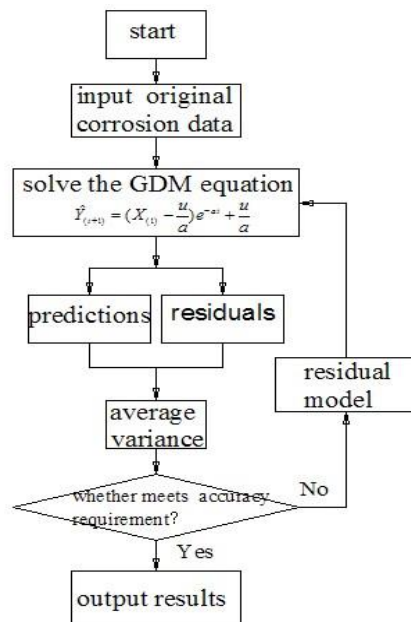 start
input original
corrosion data
solve the GDM equation
Ŷ₍ₛ₊₁₎ = (X₍₁₎ − u/a)e^{−as} + u/a
predictions
residuals
average
variance
residual
model
whether meets accuracy
requirement?
No
Yes
output results